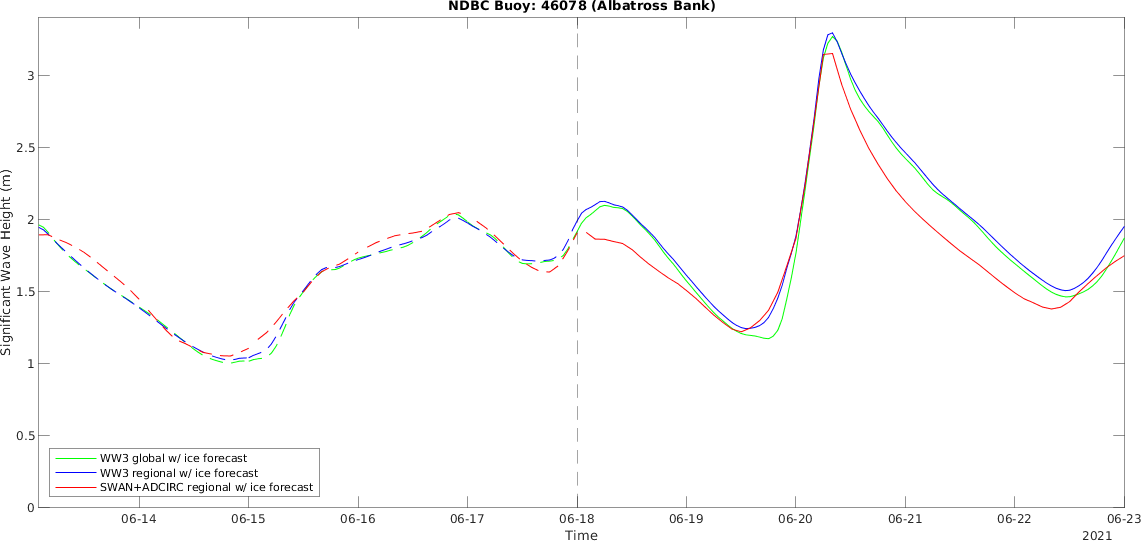 NDBC Buoy: 46078 (Albatross Bank)
Significant Wave Height (m)
3
2.5
2
1.5
1
0.5
0
WW3 global w/ ice forecast
WW3 regional w/ ice forecast
SWAN+ADCIRC regional w/ ice forecast
06-14 06-15 06-16 06-17 06-18 06-19 06-20 06-21 06-22 06-23
Time
2021